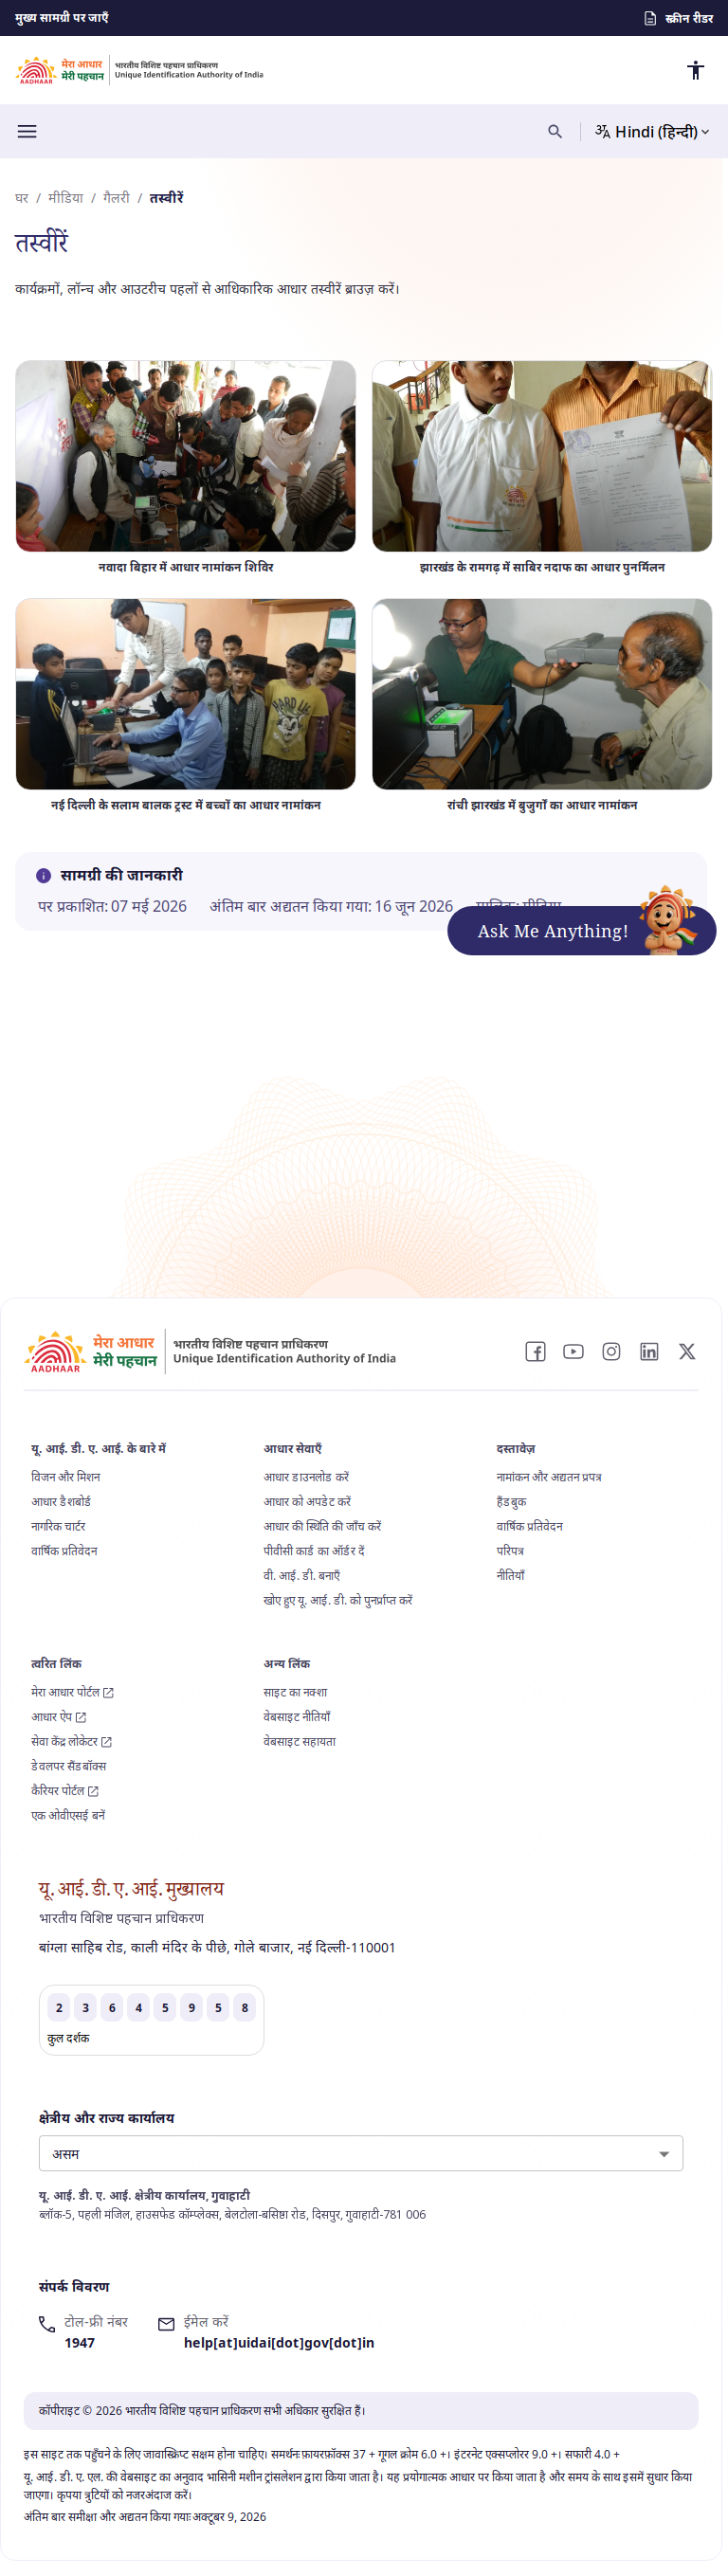 मुख्य सामग्री पर जाएँ
स्क्रीन रीडर
मेरा आधार
मेरी पहचान
AADHAAR
भारतीय विशिष्ट पहचान प्राधिकरण
Unique Identification Authority of India
Hindi (हिन्दी)
घर / मीडिया / गैलरी / तस्वीरें
तस्वीरें
कार्यक्रमों, लॉन्च और आउटरीच पहलों से आधिकारिक आधार तस्वीरें ब्राउज़ करें।
नवादा बिहार में आधार नामांकन शिविर
झारखंड के रामगढ़ में साबिर नदाफ का आधार पुनर्मिलन
नई दिल्ली के सलाम बालक ट्रस्ट में बच्चों का आधार नामांकन
रांची झारखंड में बुजुर्गों का आधार नामांकन
सामग्री की जानकारी
पर प्रकाशित: 07 मई 2026 अंतिम बार अद्यतन किया गया: 16 जून 2026
Ask Me Anything!
मेरा आधार
मेरी पहचान
AADHAAR
भारतीय विशिष्ट पहचान प्राधिकरण
Unique Identification Authority of India
यू. आई. डी. ए. आई. के बारे में
विजन और मिशन
आधार डैशबोर्ड
नागरिक चार्टर
वार्षिक प्रतिवेदन
आधार सेवाएँ
आधार डाउनलोड करें
आधार को अपडेट करें
आधार की स्थिति की जाँच करें
पीवीसी कार्ड का ऑर्डर दें
वी. आई. डी. बनाएँ
खोए हुए यू. आई. डी. को पुनर्प्राप्त करें
दस्तावेज़
नामांकन और अद्यतन प्रपत्र
हैंडबुक
वार्षिक प्रतिवेदन
परिपत्र
नीतियाँ
त्वरित लिंक
मेरा आधार पोर्टल
आधार ऐप
सेवा केंद्र लोकेटर
डेवलपर सैंडबॉक्स
कैरियर पोर्टल
एक ओवीएसई बनें
अन्य लिंक
साइट का नक्शा
वेबसाइट नीतियाँ
वेबसाइट सहायता
यू. आई. डी. ए. आई. मुख्यालय
भारतीय विशिष्ट पहचान प्राधिकरण
बांग्ला साहिब रोड, काली मंदिर के पीछे, गोले बाजार, नई दिल्ली-110001
2 3 6 4 5 9 5 8
कुल दर्शक
क्षेत्रीय और राज्य कार्यालय
असम
यू. आई. डी. ए. आई. क्षेत्रीय कार्यालय, गुवाहाटी
ब्लॉक-5, पहली मंजिल, हाउसफेड कॉम्प्लेक्स, बेलटोला-बसिष्ठा रोड, दिसपुर, गुवाहाटी-781 006
संपर्क विवरण
टोल-फ्री नंबर
1947
ईमेल करें
help[at]uidai[dot]gov[dot]in
कॉपीराइट © 2026 भारतीय विशिष्ट पहचान प्राधिकरण सभी अधिकार सुरक्षित हैं।
इस साइट तक पहुँचने के लिए जावास्क्रिप्ट सक्षम होना चाहिए। समर्थनः फ़ायरफ़ॉक्स 37 + गूगल क्रोम 6.0 +। इंटरनेट एक्सप्लोरर 9.0 +। सफारी 4.0 +
यू. आई. डी. ए. एल. की वेबसाइट का अनुवाद भासिनी मशीन ट्रांसलेशन द्वारा किया जाता है। यह प्रयोगात्मक आधार पर किया जाता है और समय के साथ इसमें सुधार किया
जाएगा। कृपया त्रुटियों को नजरअंदाज करें।
अंतिम बार समीक्षा और अद्यतन किया गयाः अक्टूबर 9, 2026